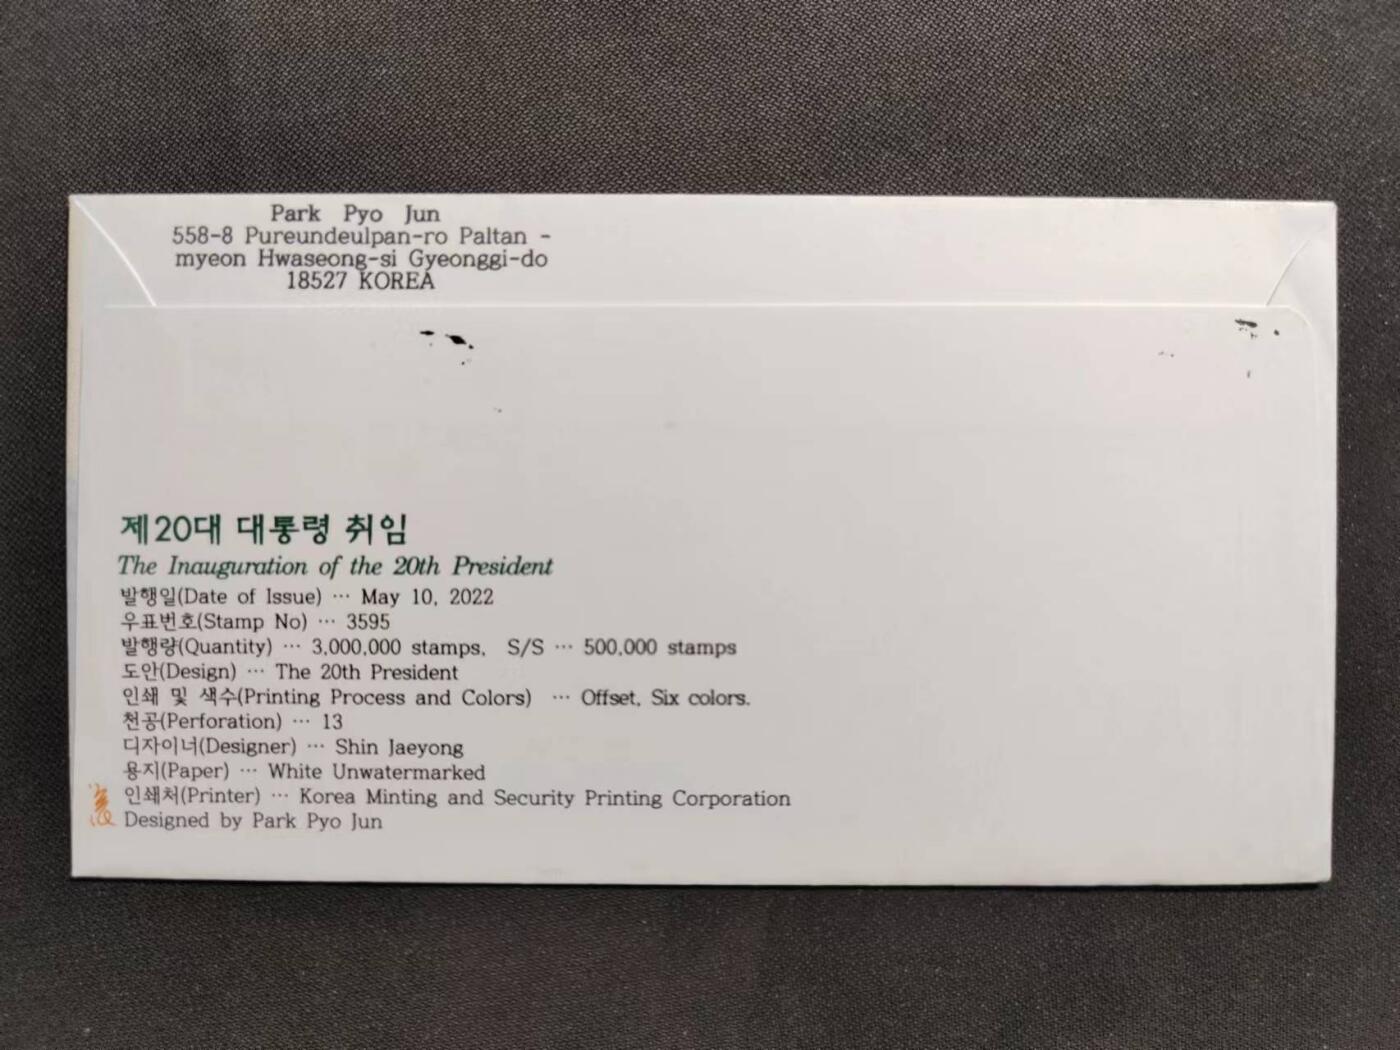 Park Pyo Jun
558-8 Pureundeulpan-ro Paltan -
myeon Hwaseong-si Gyeonggi-do
18527 KOREA
제20대 대통령 취임
The Inauguration of the 20th President
발행일(Date of Issue) ··· May 10, 2022
우표번호(Stamp No) ··· 3595
발행량(Quantity) ··· 3,000,000 stamps, S/S ··· 500,000 stamps
도안(Design) ··· The 20th President
인쇄 및 색수(Printing Process and Colors) ··· Offset, Six colors.
천공(Perforation) ··· 13
디자이너(Designer) ··· Shin Jaeyong
용지(Paper) ··· White Unwatermarked
인쇄처(Printer) ··· Korea Minting and Security Printing Corporation
Designed by Park Pyo Jun